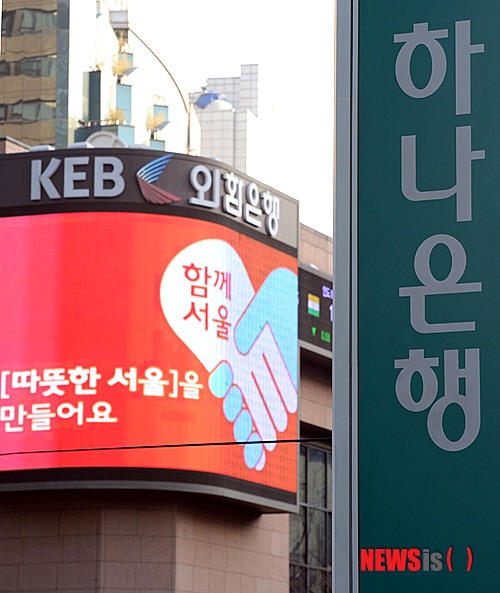 KEB 외환은행
함께
서울
[따뜻한 서울]을
만들어요
하나은행
NEWSis( )